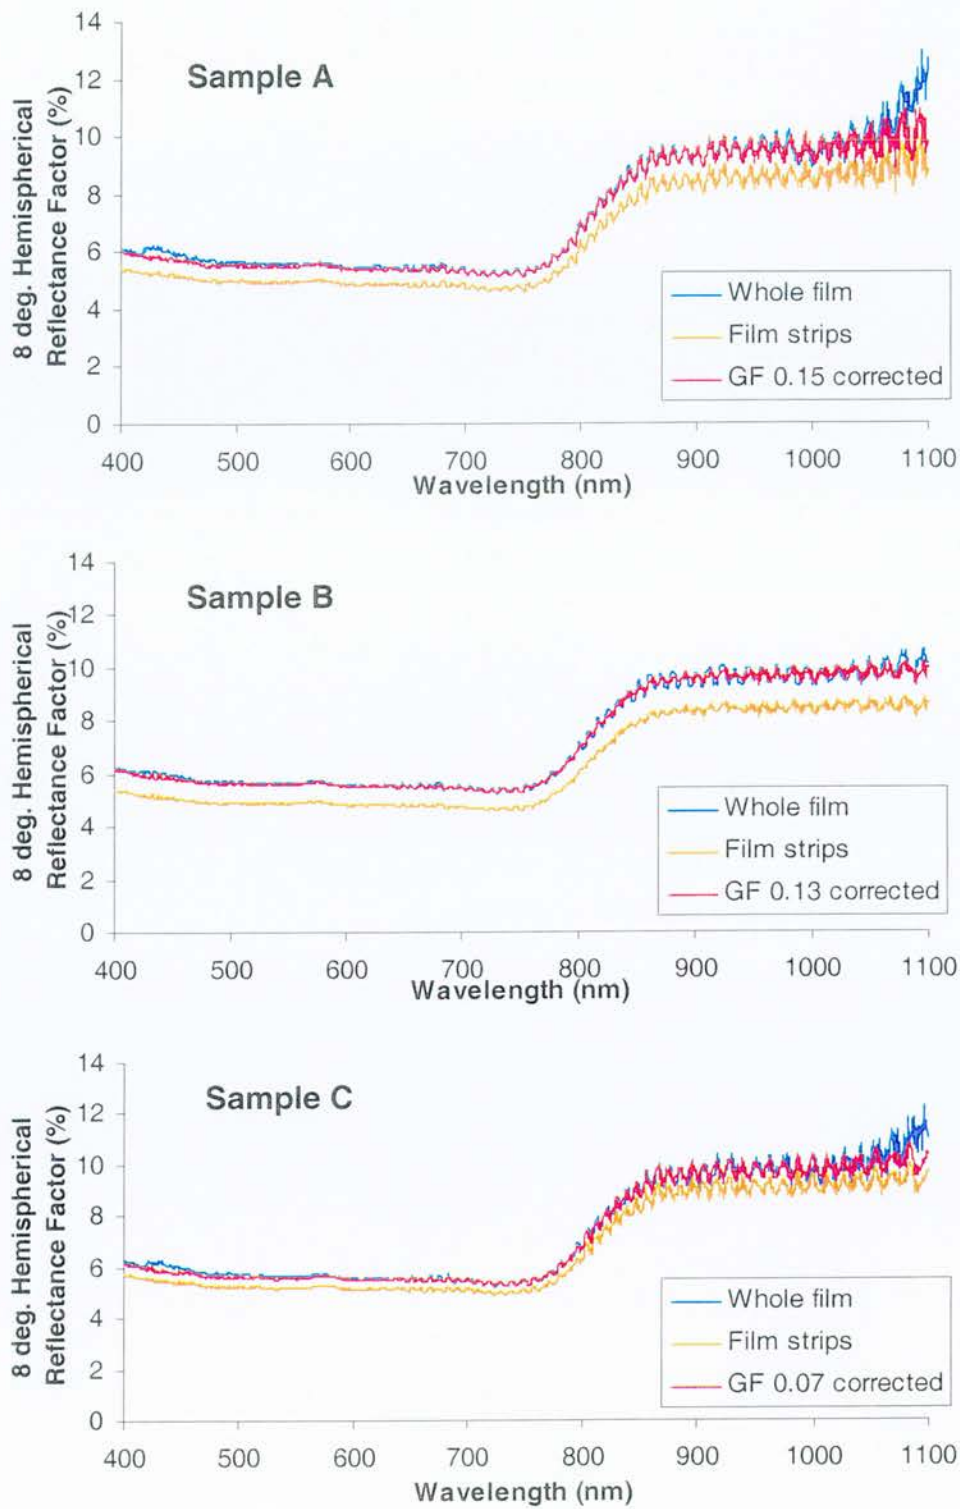 14
12
10
8
6
4
2
0
8 deg. Hemispherical
Reflectance Factor (%)
Sample A
Whole film
Film strips
GF 0.15 corrected
400 500 600 700 800 900 1000 1100
Wavelength (nm)
14
12
10
8
6
4
2
0
8 deg. Hemispherical
Reflectance Factor (%)
Sample B
Whole film
Film strips
GF 0.13 corrected
400 500 600 700 800 900 1000 1100
Wavelength (nm)
14
12
10
8
6
4
2
0
8 deg. Hemispherical
Reflectance Factor (%)
Sample C
Whole film
Film strips
GF 0.07 corrected
400 500 600 700 800 900 1000 1100
Wavelength (nm)